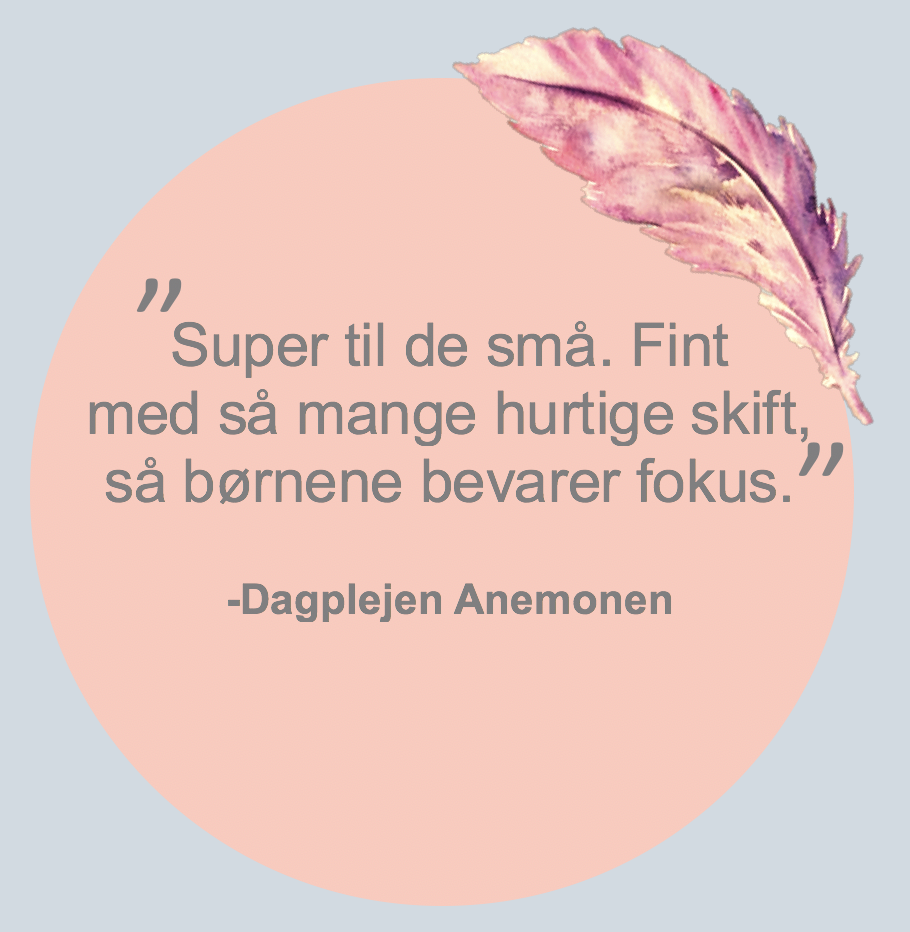 ”Super til de små. Fint
med så mange hurtige skift,
så børnene bevarer fokus.”
-Dagplejen Anemonen